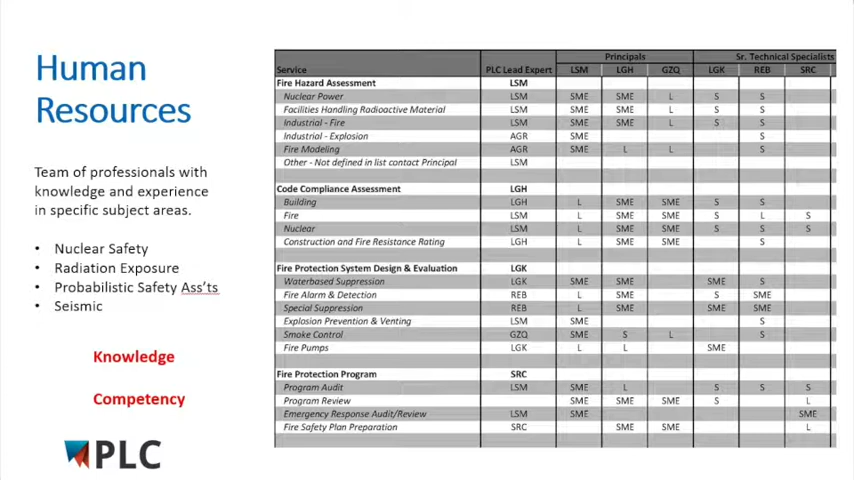 Human
Resources
Team of professionals with
knowledge and experience
in specific subject areas.
• Nuclear Safety
• Radiation Exposure
• Probabilistic Safety Ass'ts
• Seismic
Knowledge
Competency
PLC
Principals Sr. Technical Specialists
Service PLC Lead Expert LSM LGH GZQ LGK REB SRC
Fire Hazard Assessment LSM
Nuclear Power LSM SME SME L S S
Facilities Handling Radioactive Material LSM SME SME L S S
Industrial - Fire LSM SME SME L S S
Industrial - Explosion AGR SME S
Fire Modeling AGR SME L L S
Other - Not defined in list contact Principal LSM
Code Compliance Assessment LGH
Building LGH L SME SME S S
Fire LSM L SME SME S L S
Nuclear LSM L SME SME S S S
Construction and Fire Resistance Rating LGH L SME SME S
Fire Protection System Design & Evaluation LGK
Waterbased Suppression LGK SME SME SME S
Fire Alarm & Detection REB L SME S SME
Special Suppression REB L SME SME SME
Explosion Prevention & Venting LSM SME S
Smoke Control GZQ SME S L S
Fire Pumps LGK L L SME
Fire Protection Program SRC
Program Audit LSM SME L S S S
Program Review SME SME SME S L
Emergency Response Audit/Review LSM SME SME
Fire Safety Plan Preparation SRC SME SME L